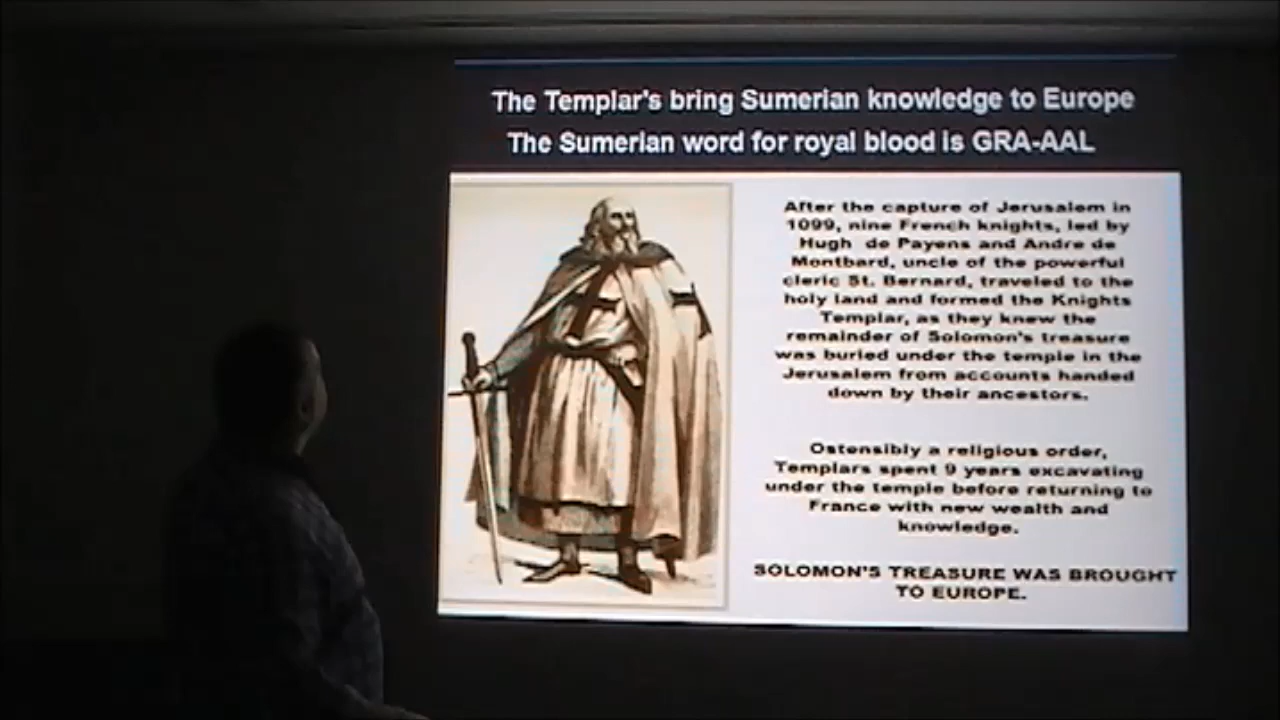 The Templar's bring Sumerian knowledge to Europe
The Sumerian word for royal blood is GRA-AAL
After the capture of Jerusalem in
1099, nine French knights, led by
Hugh de Payens and Andre de
Montbard, uncle of the powerful
cleric St. Bernard, traveled to the
holy land and formed the Knights
Templar, as they knew the
remainder of Solomon's treasure
was buried under the temple in the
Jerusalem from accounts handed
down by their ancestors.
Ostensibly a religious order,
Templars spent 9 years excavating
under the temple before returning to
France with new wealth and
knowledge.
SOLOMON'S TREASURE WAS BROUGHT
TO EUROPE.